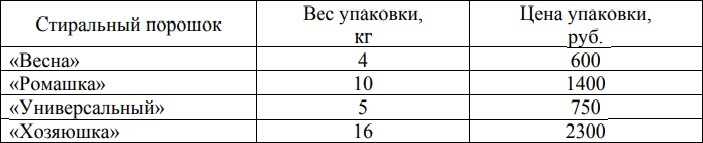 Стиральный порошок Вес упаковки, кг Цена упаковки, руб.
«Весна» 4 600
«Ромашка» 10 1400
«Универсальный» 5 750
«Хозяюшка» 16 2300